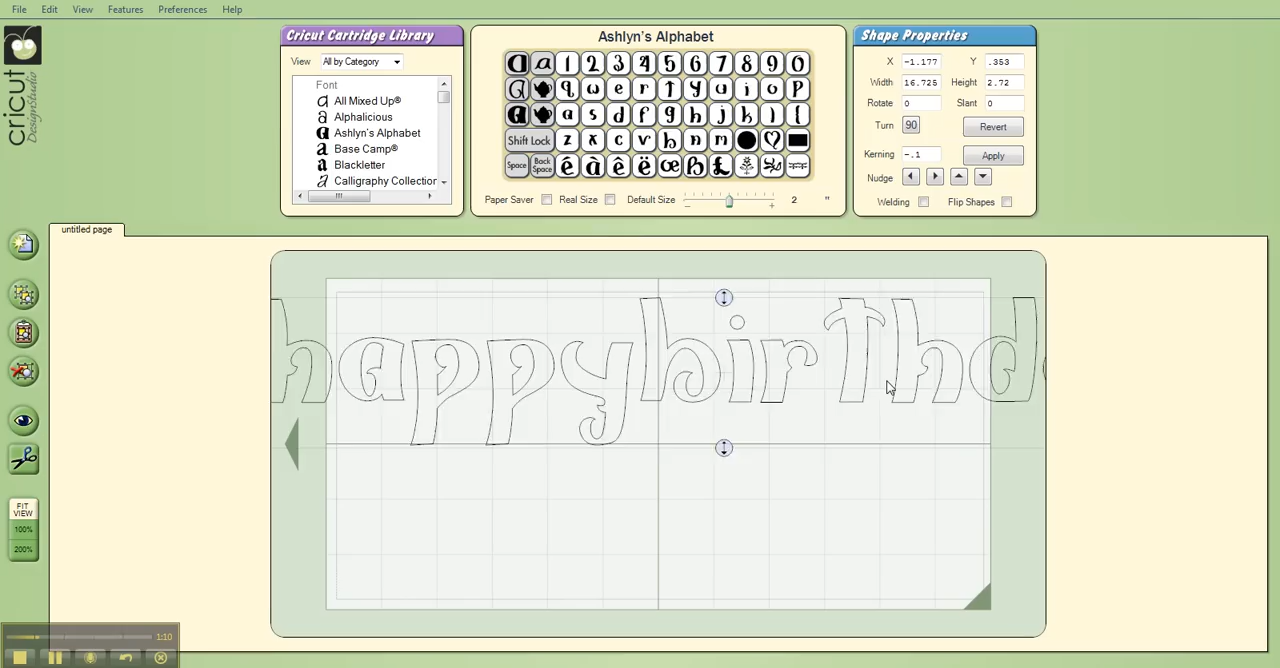 File Edit View Features Preferences Help
cricut
DesignStudio
Cricut Cartridge Library
View All by Category
Font
All Mixed Up®
Alphalicious
Ashlyn's Alphabet
Base Camp®
Blackletter
Calligraphy Collection
Ashlyn's Alphabet
1 2 3 4 5 6 7 8 9 0
q w e r t y u i o p
a s d f g h j k l
Shift Lock z x c v b n m
Space Back Space é à ê ë œ ß £
Paper Saver Real Size Default Size 2 "
Shape Properties
X -1.177 Y .353
Width 16.725 Height 2.72
Rotate 0 Slant 0
Turn 90 Revert
Kerning -.1 Apply
Nudge
Welding Flip Shapes
untitled page
happy birthd
FIT VIEW
100%
200%
1:10